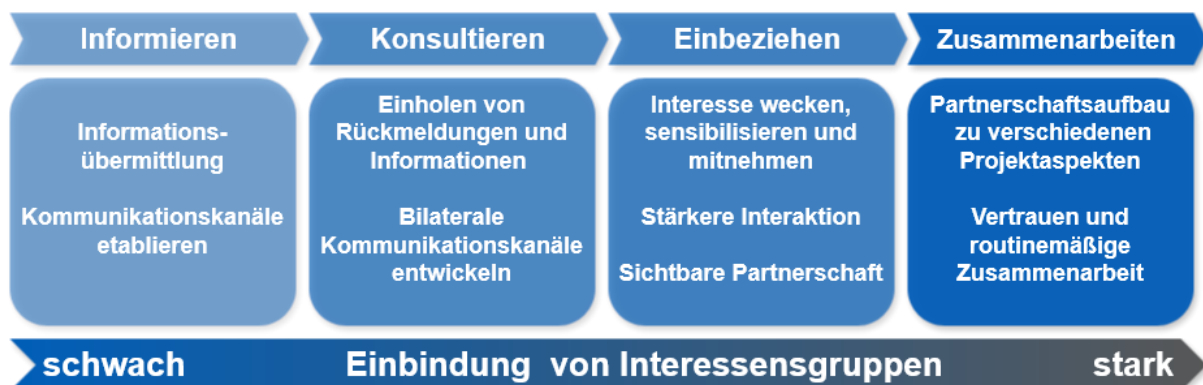 Informieren
Konsultieren
Einbeziehen
Zusammenarbeiten
Informations-
übermittlung
Kommunikationskanäle
etablieren
Einholen von
Rückmeldungen und
Informationen
Bilaterale
Kommunikationskanäle
entwickeln
Interesse wecken,
sensibilisieren und
mitnehmen
Stärkere Interaktion
Sichtbare Partnerschaft
Partnerschaftsaufbau
zu verschiedenen
Projektaspekten
Vertrauen und
routinemäßige
Zusammenarbeit
schwach Einbindung von Interessensgruppen stark